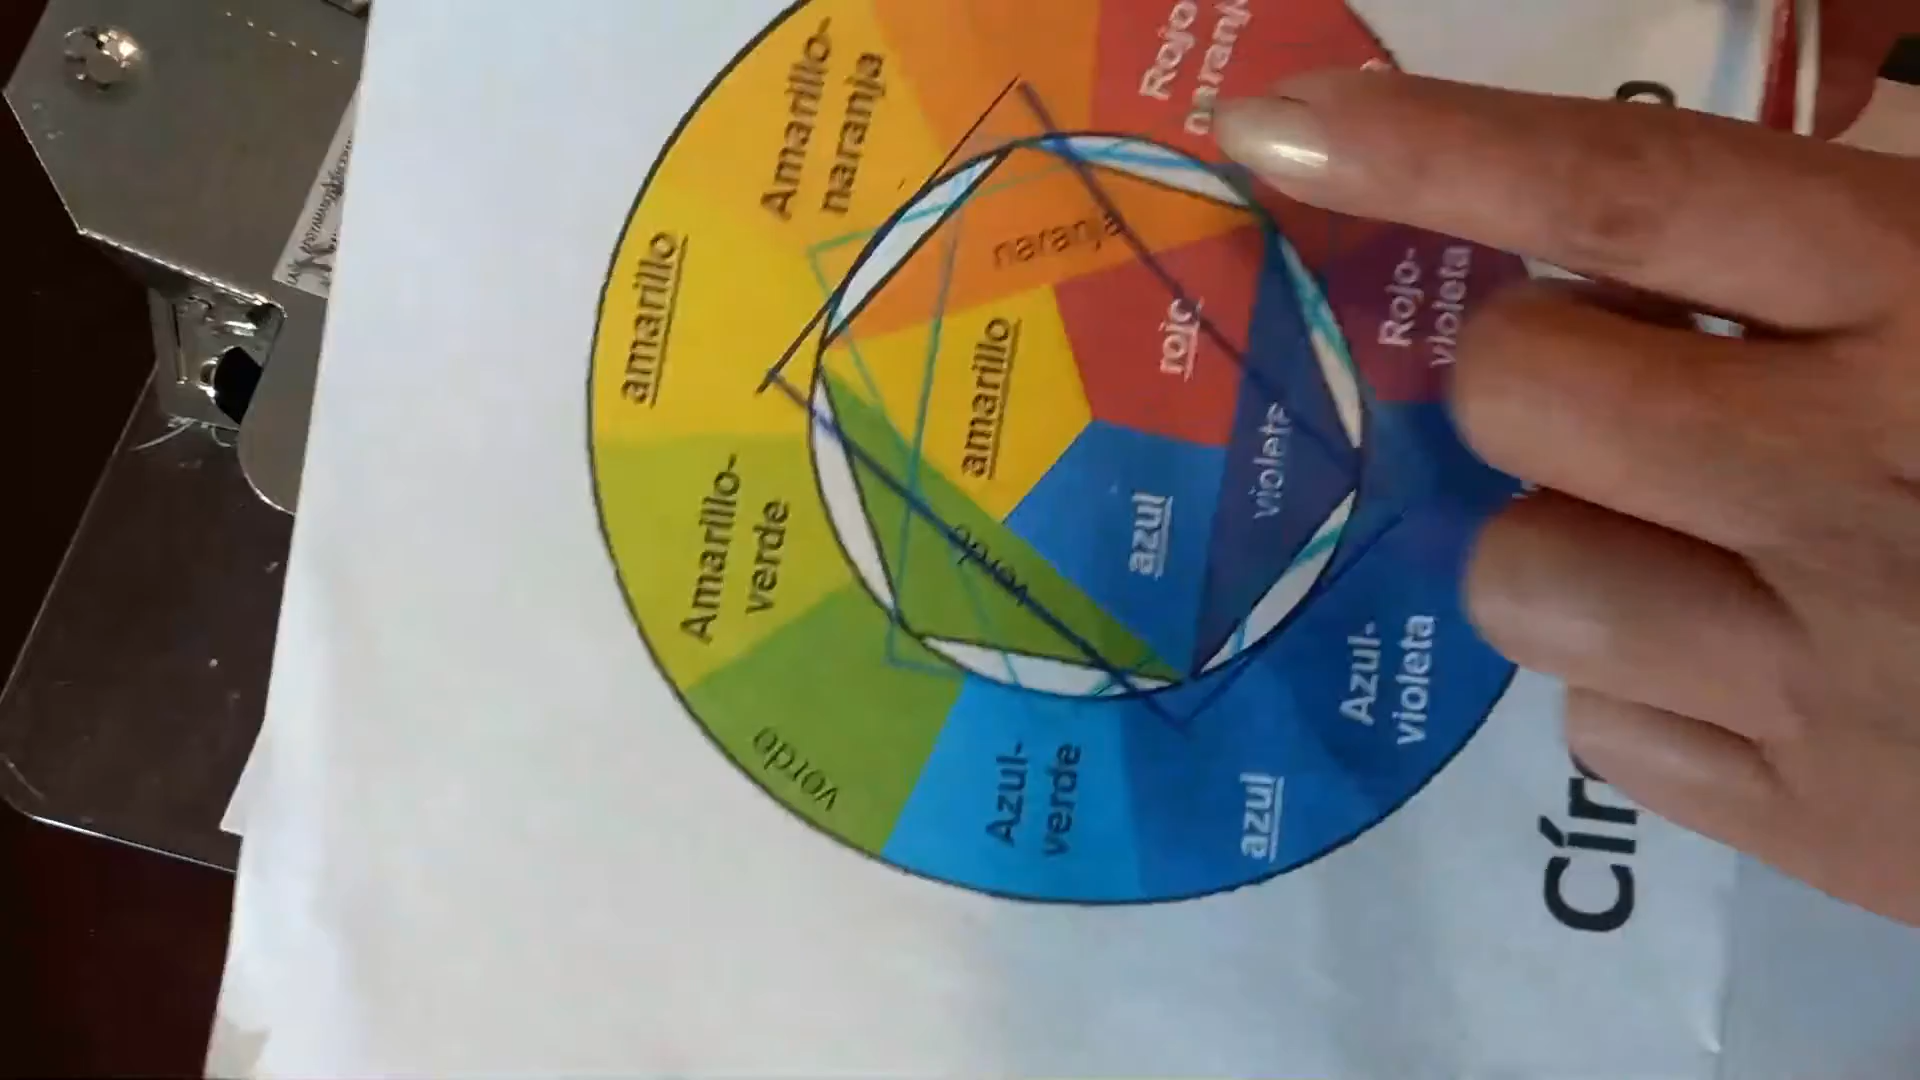 Rojo
naranja
Amarillo-
naranja
amarillo
naranja
Rojo-
violeta
rojo
amarillo
violeta
Amarillo-
verde
azul
verde
verde
Azul-
violeta
Azul-
verde
azul
Cír